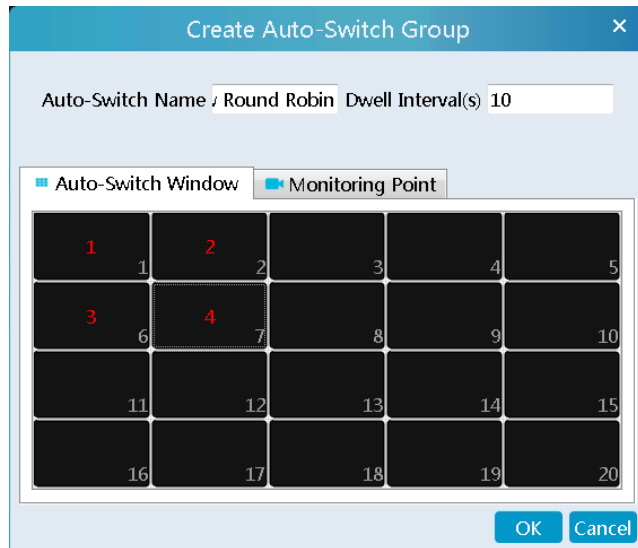 Create Auto-Switch Group ×
Auto-Switch Name Round Robin Dwell Interval(s) 10
Auto-Switch Window Monitoring Point
1 2
1 2 3 4 5
3 4
6 7 8 9 10
11 12 13 14 15
16 17 18 19 20
OK Cancel